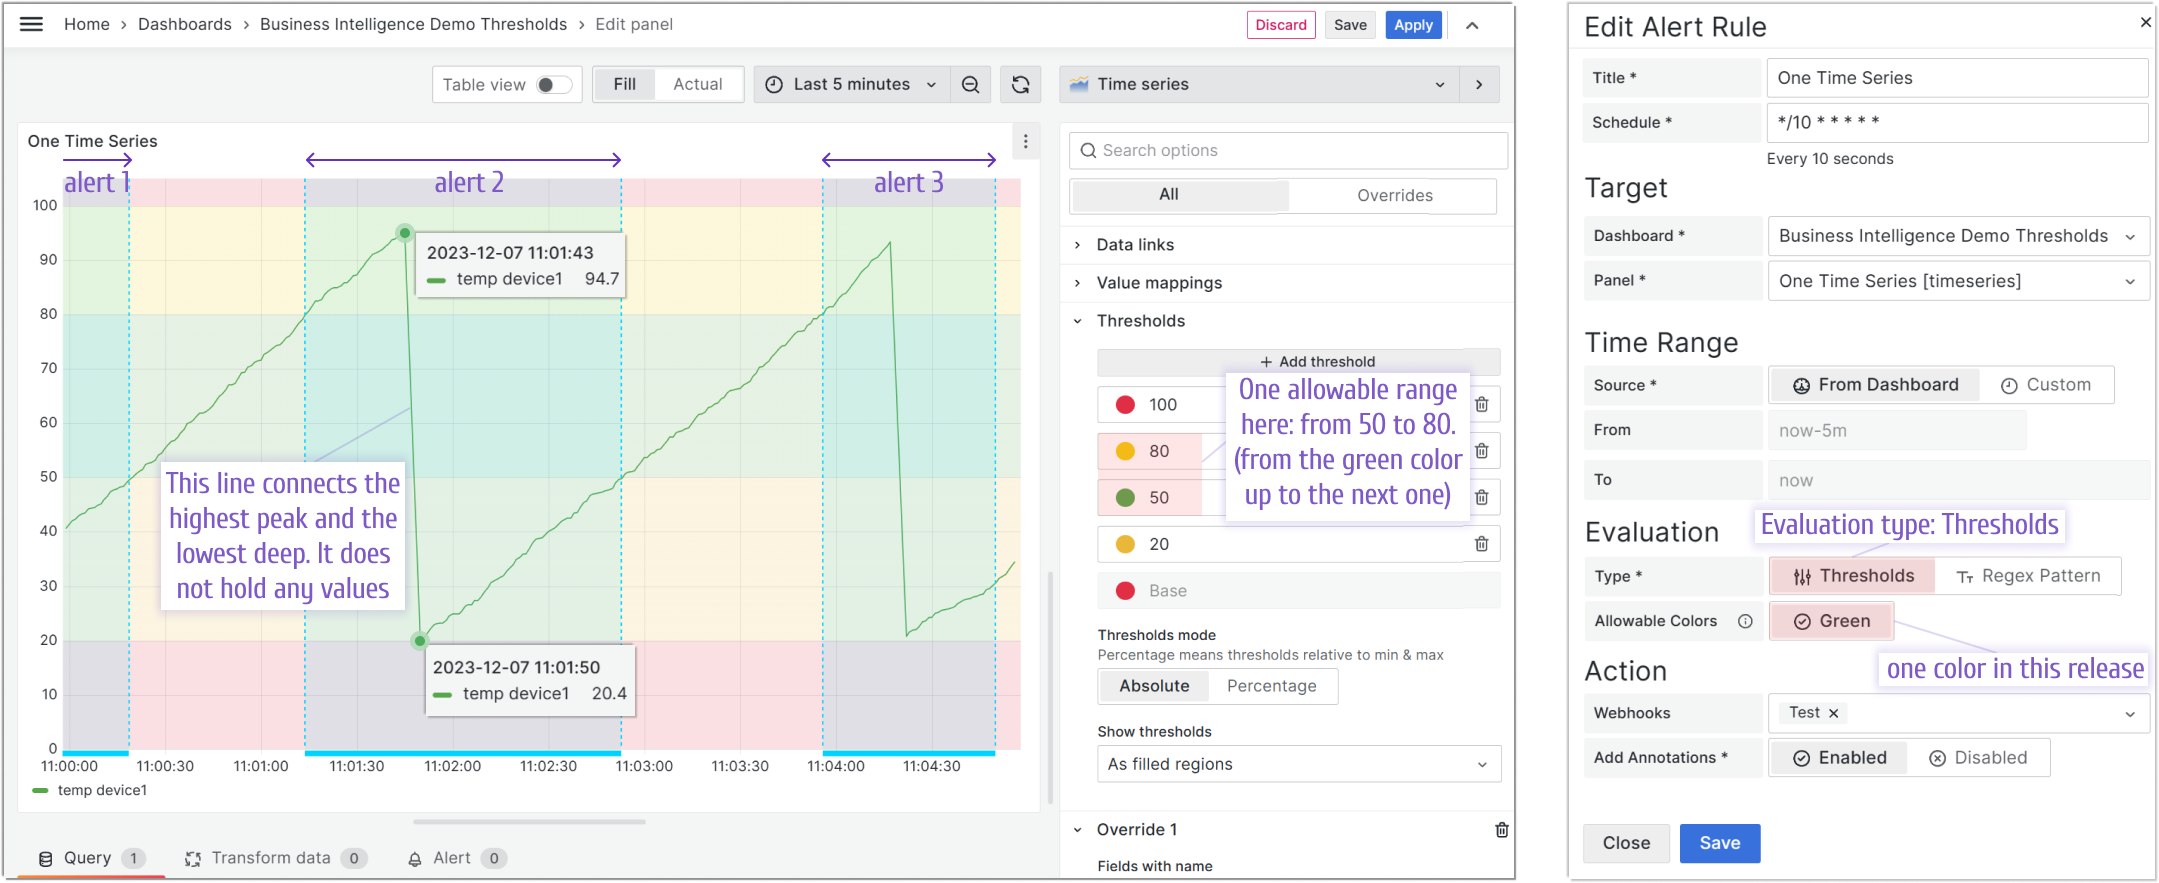 Home › Dashboards › Business Intelligence Demo Thresholds › Edit panel
Discard
Save
Apply
Table view
Fill
Actual
Last 5 minutes
Time series
One Time Series
alert 1
alert 2
alert 3
100
90
80
70
60
50
40
30
20
10
0
2023-12-07 11:01:43
temp device1 94.7
This line connects the
highest peak and the
lowest deep. It does
not hold any values
2023-12-07 11:01:50
temp device1 20.4
11:00:00
11:00:30
11:01:00
11:01:30
11:02:00
11:02:30
11:03:00
11:03:30
11:04:00
11:04:30
temp device1
Query 1
Transform data 0
Alert 0
Search options
All
Overrides
Data links
Value mappings
Thresholds
+ Add threshold
100
80
50
20
Base
One allowable range
here: from 50 to 80.
(from the green color
up to the next one)
Thresholds mode
Percentage means thresholds relative to min & max
Absolute
Percentage
Show thresholds
As filled regions
Override 1
Fields with name
Edit Alert Rule
Title * One Time Series
Schedule * */10 * * * * *
Every 10 seconds
Target
Dashboard * Business Intelligence Demo Thresholds
Panel * One Time Series [timeseries]
Time Range
Source * From Dashboard Custom
From now-5m
To now
Evaluation
Evaluation type: Thresholds
Type * Thresholds Regex Pattern
Allowable Colors Green
one color in this release
Action
Webhooks Test ×
Add Annotations * Enabled Disabled
Close
Save